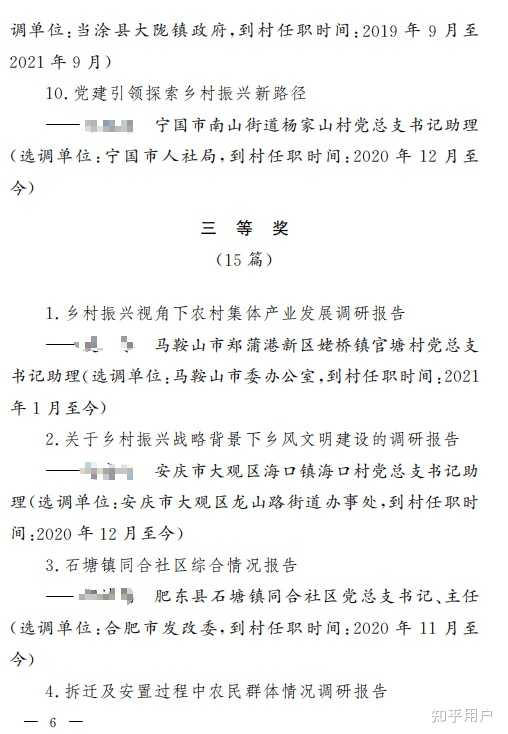 调单位:当涂县大陇镇政府,到村任职时间:2019 年 9 月至
2021 年 9 月)
10. 党建引领探索乡村振兴新路径
—— 宁国市南山街道杨家山村党总支书记助理
(选调单位:宁国市人社局,到村任职时间:2020 年 12 月至
今)
三 等 奖
(15 篇)
1. 乡村振兴视角下农村集体产业发展调研报告
—— 马鞍山市郑蒲港新区姥桥镇官塘村党总支
书记助理(选调单位:马鞍山市委办公室,到村任职时间:2021
年 1 月至今)
2. 关于乡村振兴战略背景下乡风文明建设的调研报告
—— 安庆市大观区海口镇海口村党总支书记助
理(选调单位:安庆市大观区龙山路街道办事处,到村任职时
间:2020 年 12 月至今)
3. 石塘镇同合社区综合情况报告
—— 肥东县石塘镇同合社区党总支书记、主任
(选调单位:合肥市发改委,到村任职时间:2020 年 11 月至
今)
4. 拆迁及安置过程中农民群体情况调研报告
— 6 —
知乎用户